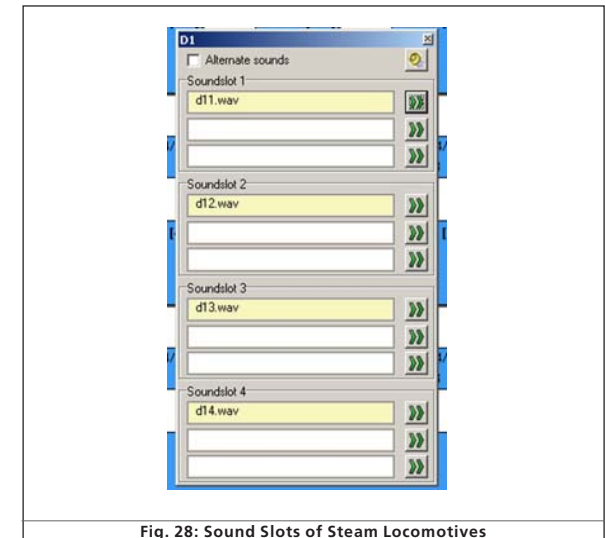 D1
Alternate sounds
Soundslot 1
d11.wav
Soundslot 2
d12.wav
Soundslot 3
d13.wav
Soundslot 4
d14.wav
Fig. 28: Sound Slots of Steam Locomotives